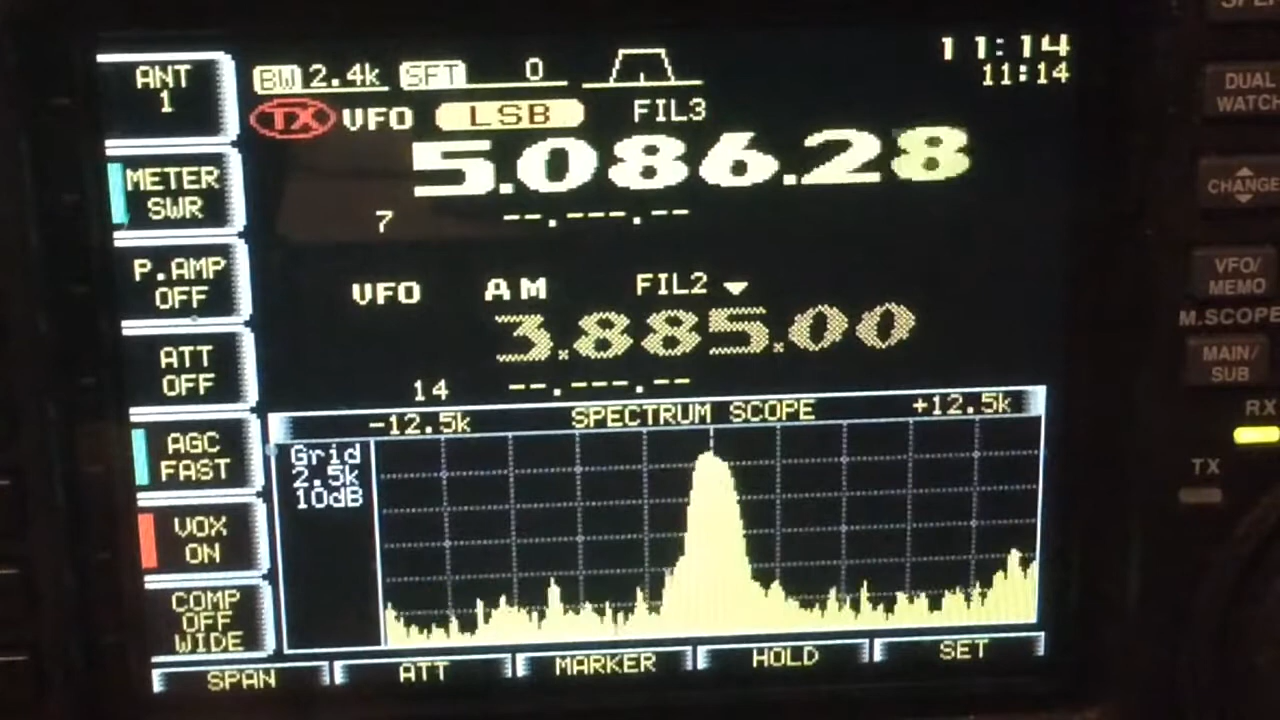 ANT
1
BW 2.4k SFT 0
11:14
11:14
TX VFO LSB FIL3
5.086.28
7 --.---.--
METER
SWR
P.AMP
OFF
VFO AM FIL2
3.885.00
14 --.---.--
ATT
OFF
AGC
FAST
VOX
ON
COMP
OFF
WIDE
-12.5k SPECTRUM SCOPE +12.5k
Grid
2.5k
10dB
SPAN ATT MARKER HOLD SET
DUAL
WATCH
CHANGE
VFO/
MEMO
M.SCOPE
MAIN/
SUB
RX
TX